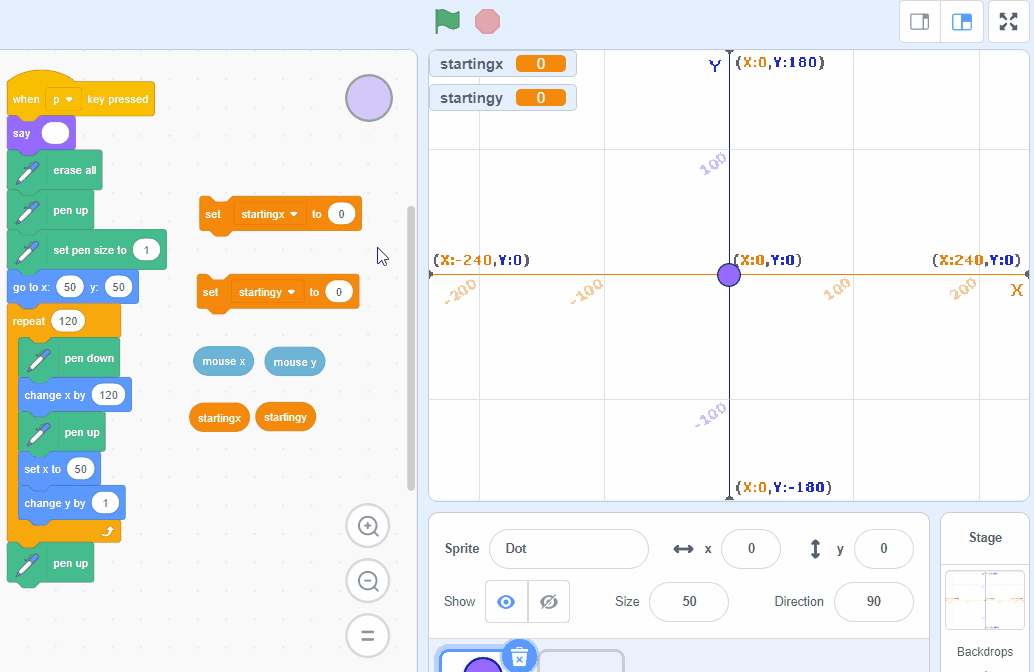 when p key pressed
say
erase all
pen up
set pen size to 1
go to x: 50 y: 50
repeat 120
pen down
change x by 120
pen up
set x to 50
change y by 1
pen up
set startingx to 0
set startingy to 0
mouse x mouse y
startingx startingy
startingx 0
startingy 0
Y (X:0,Y:180)
100
(X:-240,Y:0) (X:0,Y:0) (X:240,Y:0)
-200 -100 100 200 X
-100
(X:0,Y:-180)
Sprite Dot x 0 y 0
Show Size 50 Direction 90
Stage
Backdrops